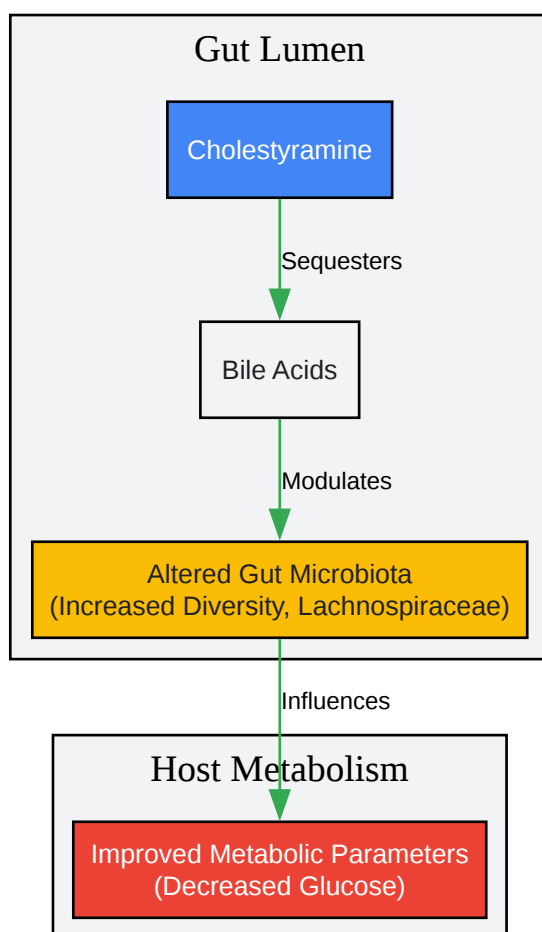 Gut Lumen
Cholestyramine
Sequesters
Bile Acids
Modulates
Altered Gut Microbiota
(Increased Diversity, Lachnospiraceae)
Influences
Host Metabolism
Improved Metabolic Parameters
(Decreased Glucose)